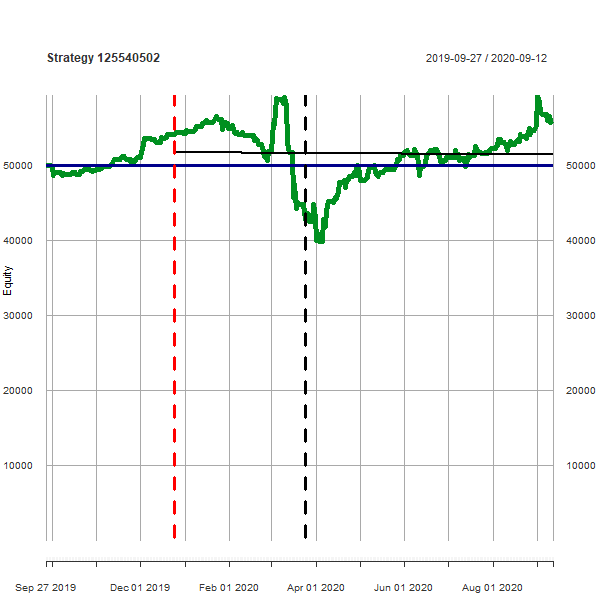 Strategy 125540502
2019-09-27 / 2020-09-12
50000
50000
40000
40000
Equity
30000
30000
20000
20000
10000
10000
Sep 27 2019
Dec 01 2019
Feb 01 2020
Apr 01 2020
Jun 01 2020
Aug 01 2020